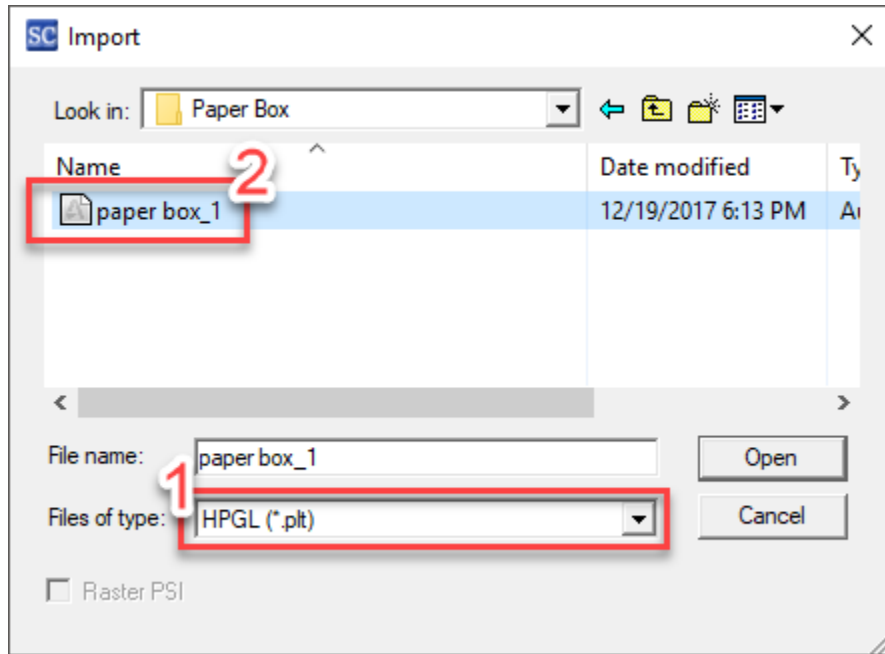 SC Import
Look in: Paper Box
Name Date modified Ty
2
paper box_1 12/19/2017 6:13 PM Au
File name: paper box_1 Open
1
Files of type: HPGL (*.plt) Cancel
Raster PSI